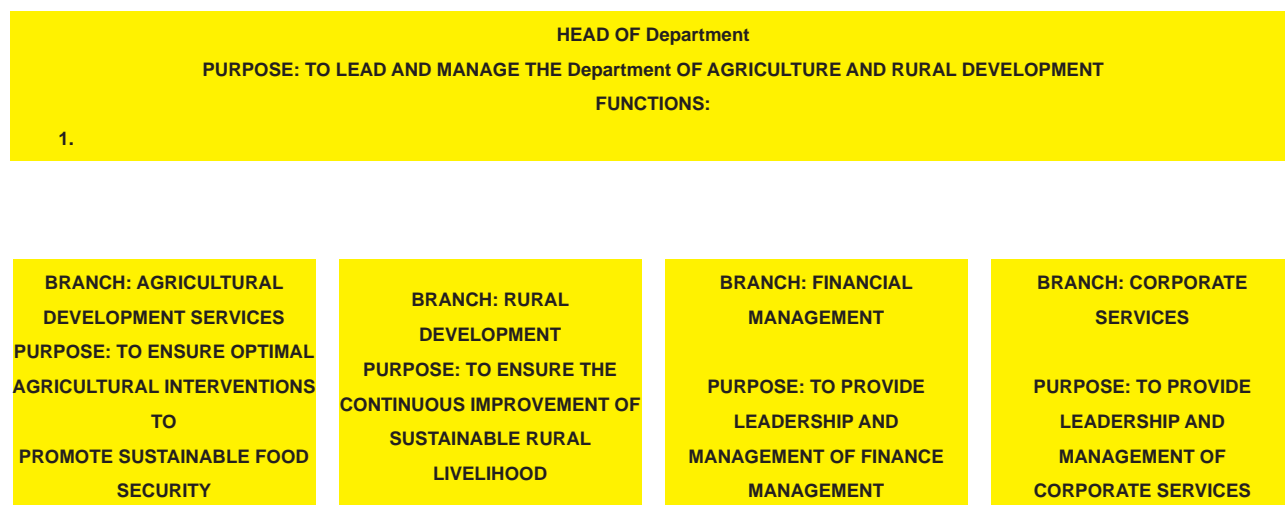 HEAD OF Department
PURPOSE: TO LEAD AND MANAGE THE Department OF AGRICULTURE AND RURAL DEVELOPMENT
FUNCTIONS:
1.
BRANCH: AGRICULTURAL
DEVELOPMENT SERVICES
PURPOSE: TO ENSURE OPTIMAL
AGRICULTURAL INTERVENTIONS
TO
PROMOTE SUSTAINABLE FOOD
SECURITY
BRANCH: RURAL
DEVELOPMENT
PURPOSE: TO ENSURE THE
CONTINUOUS IMPROVEMENT OF
SUSTAINABLE RURAL
LIVELIHOOD
BRANCH: FINANCIAL
MANAGEMENT
PURPOSE: TO PROVIDE
LEADERSHIP AND
MANAGEMENT OF FINANCE
MANAGEMENT
BRANCH: CORPORATE
SERVICES
PURPOSE: TO PROVIDE
LEADERSHIP AND
MANAGEMENT OF
CORPORATE SERVICES